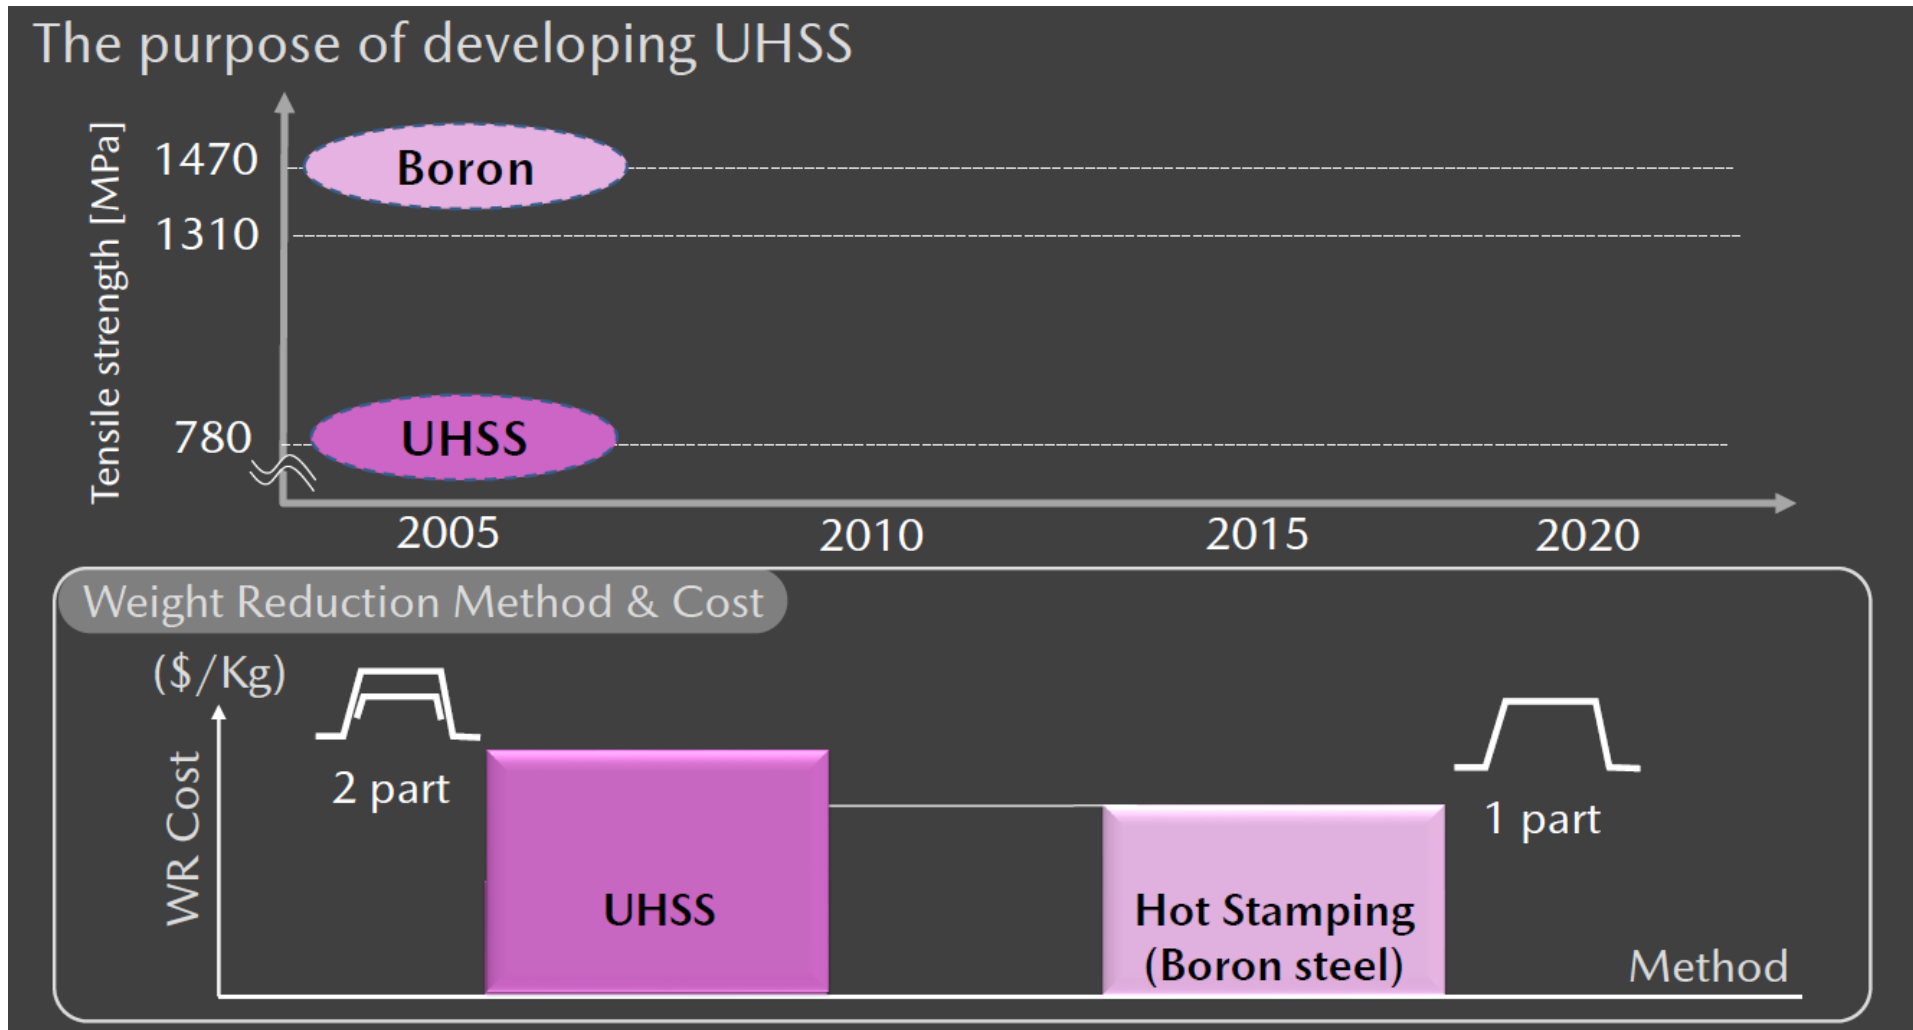 The purpose of developing UHSS
Tensile strength [MPa]
1470
Boron
1310
780
UHSS
2005
2010
2015
2020
Weight Reduction Method & Cost
($/Kg)
WR Cost
2 part
UHSS
Hot Stamping
(Boron steel)
1 part
Method